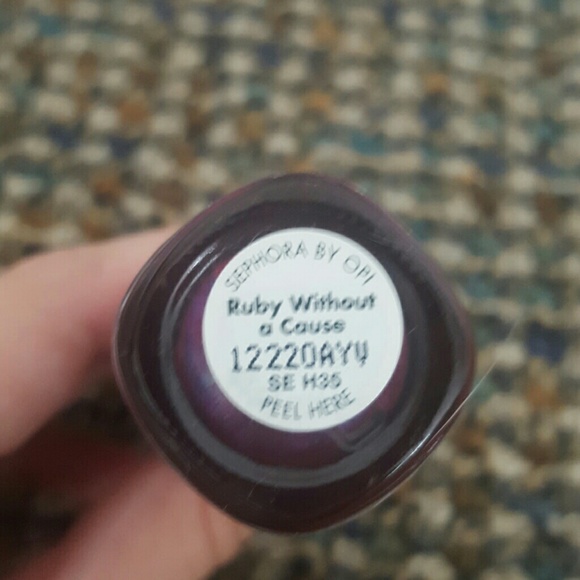 SEPHORA BY OPI
Ruby Without
a Cause
12220AYV
SE H35
PEEL HERE